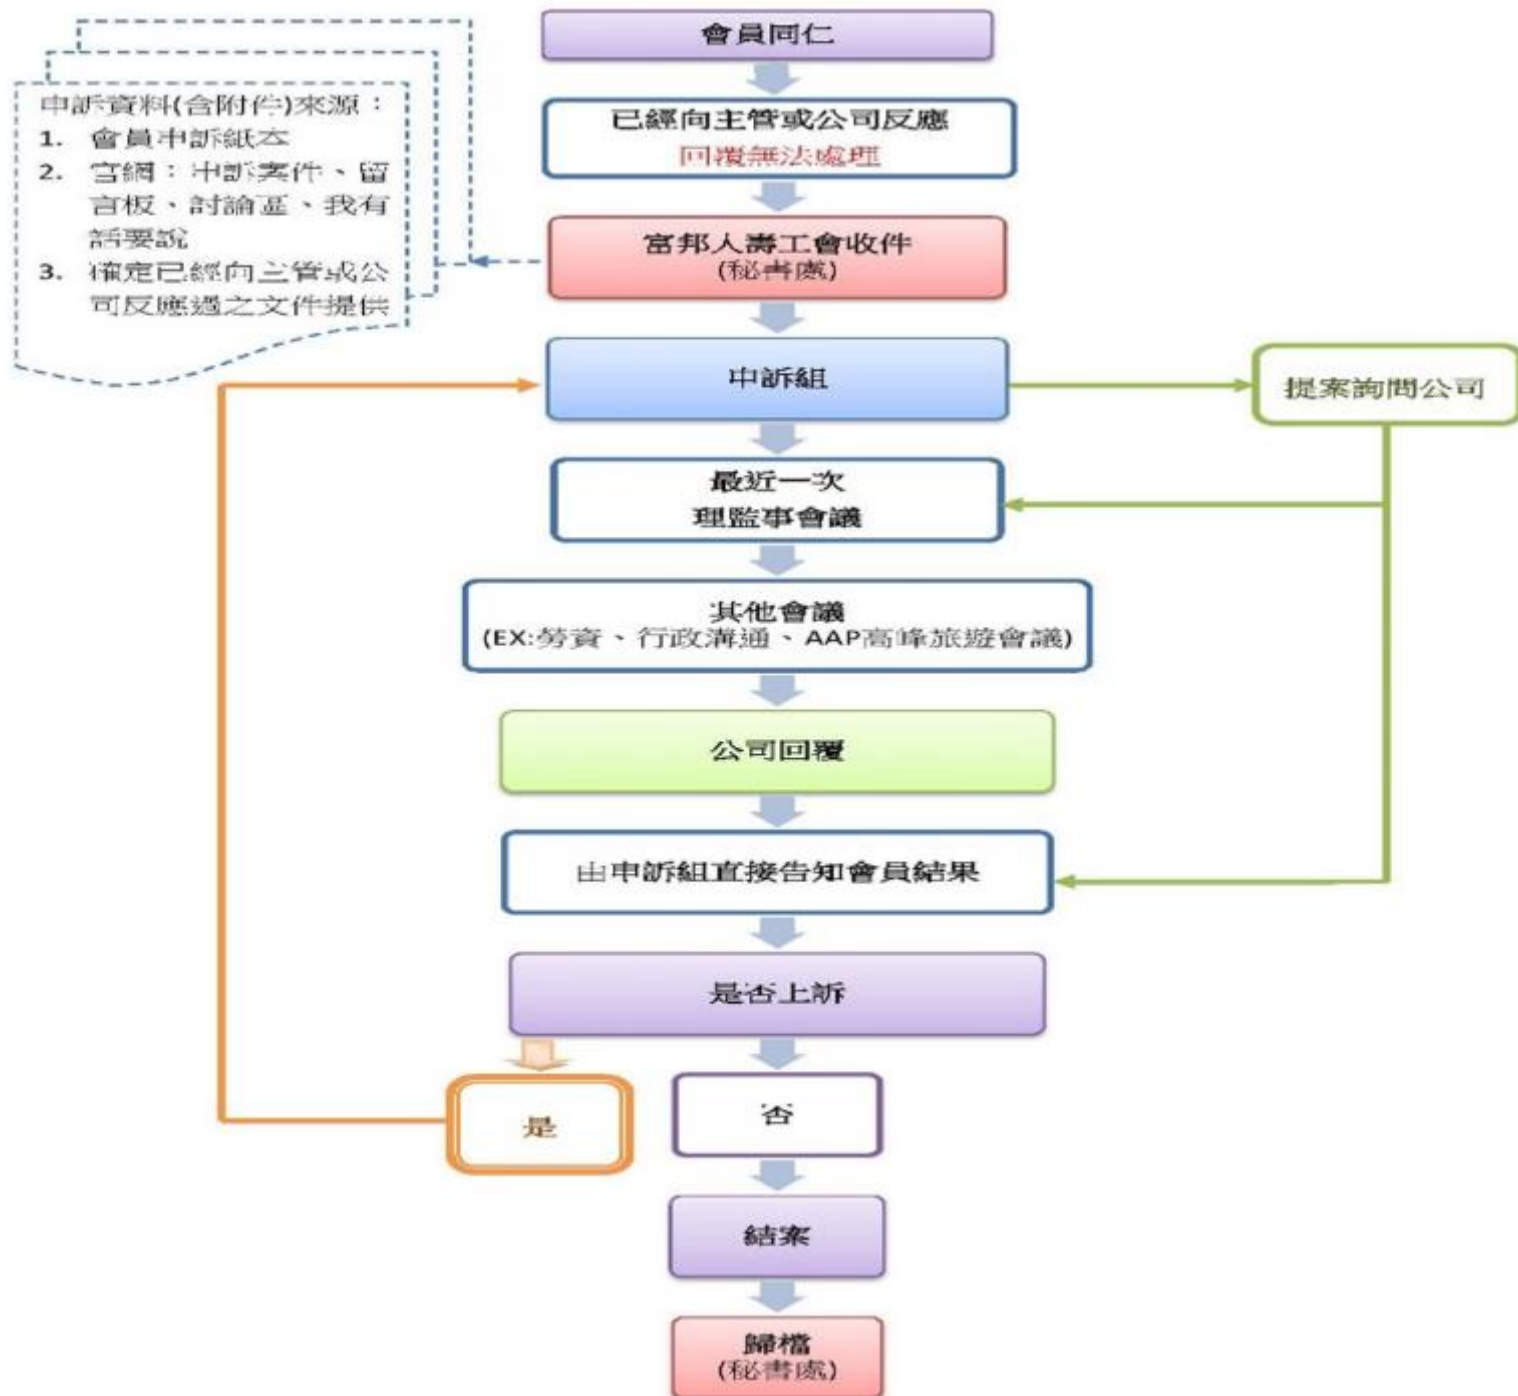 會員同仁
已經向主管或公司反應
回覆無法處理
申訴資料(含附件)來源：
1. 會員申訴紙本
2. 官網：申訴案件、留
言板、討論區、我有
話要說
3. 確定已經向主管或公
司反應過之文件提供
富邦人壽工會收件
(秘書處)
申訴組
提案詢問公司
最近一次
理監事會議
其他會議
(EX:勞資、行政溝通、AAP高峰旅遊會議)
公司回覆
由申訴組直接告知會員結果
是否上訴
是
否
結案
歸檔
(秘書處)